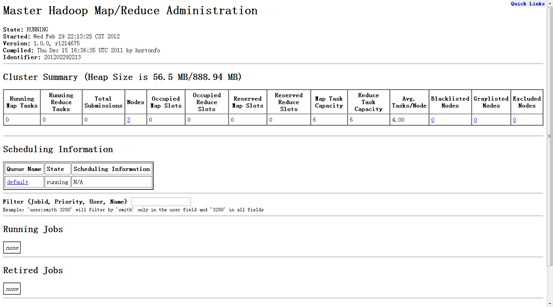 Quick Links
Master Hadoop Map/Reduce Administration
State: RUNNING
Started: Wed Feb 29 22:13:25 CST 2012
Version: 1.0.0, r1214675
Compiled: Thu Dec 15 16:36:35 UTC 2011 by hortonfo
Identifier: 201202292213
Cluster Summary (Heap Size is 56.5 MB/888.94 MB)
Running Map Tasks Running Reduce Tasks Total Submissions Nodes Occupied Map Slots Occupied Reduce Slots Reserved Map Slots Reserved Reduce Slots Map Task Capacity Reduce Task Capacity Avg. Tasks/Node Blacklisted Nodes Graylisted Nodes Excluded Nodes
0 0 0 3 0 0 0 0 6 6 4.00 0 0 0
Scheduling Information
Queue Name State Scheduling Information
default running N/A
Filter (Jobid, Priority, User, Name)
Example: 'user:smith 3200' will filter by 'smith' only in the user field and '3200' in all fields
Running Jobs
none
Retired Jobs
none